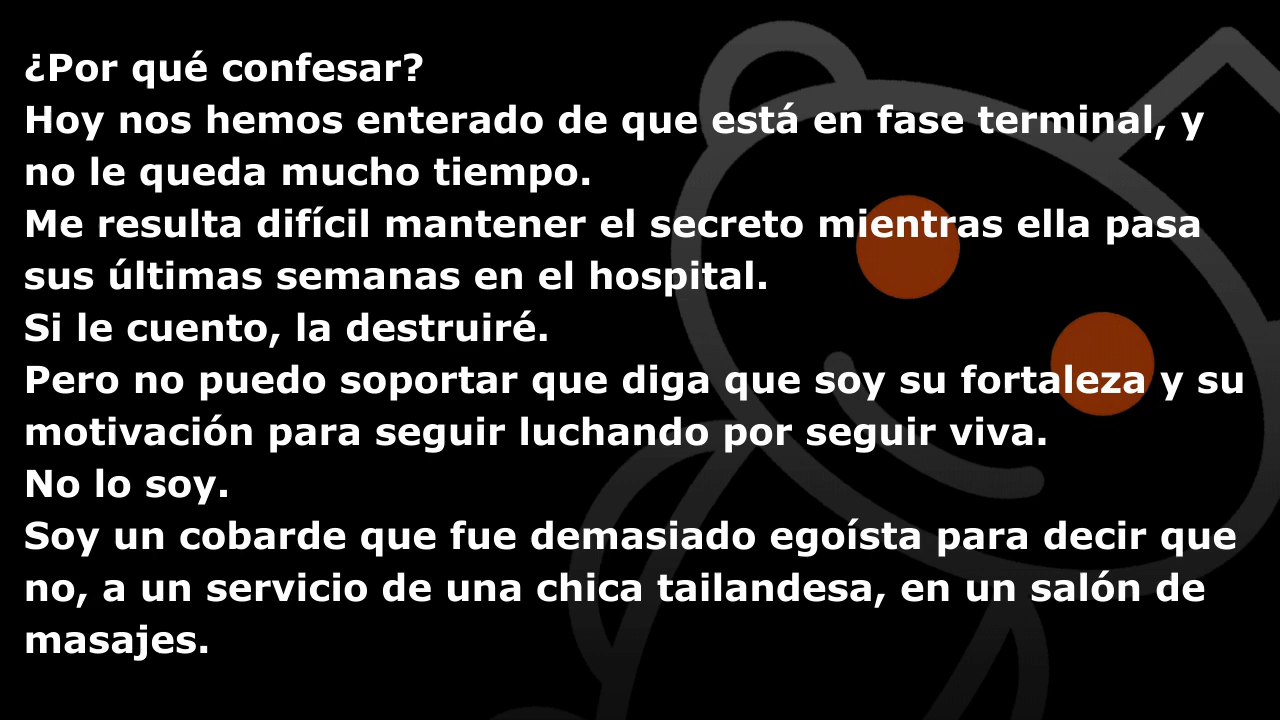 ¿Por qué confesar?
Hoy nos hemos enterado de que está en fase terminal, y
no le queda mucho tiempo.
Me resulta difícil mantener el secreto mientras ella pasa
sus últimas semanas en el hospital.
Si le cuento, la destruiré.
Pero no puedo soportar que diga que soy su fortaleza y su
motivación para seguir luchando por seguir viva.
No lo soy.
Soy un cobarde que fue demasiado egoísta para decir que
no, a un servicio de una chica tailandesa, en un salón de
masajes.